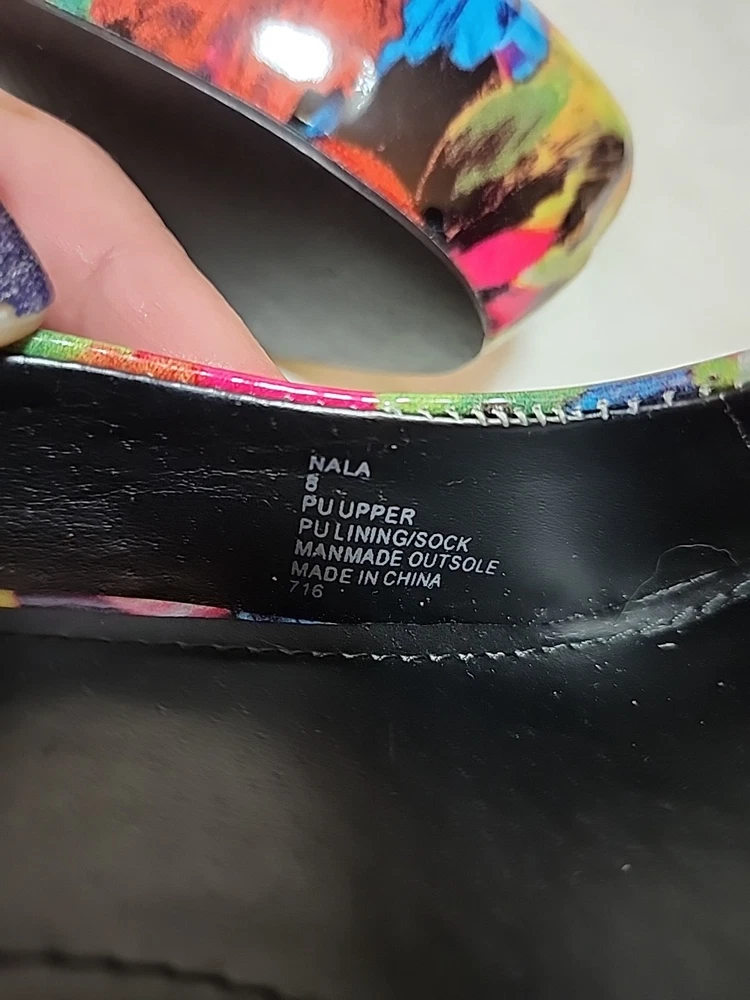 NALA
8
PU UPPER
PU LINING/SOCK
MANMADE OUTSOLE
MADE IN CHINA
716